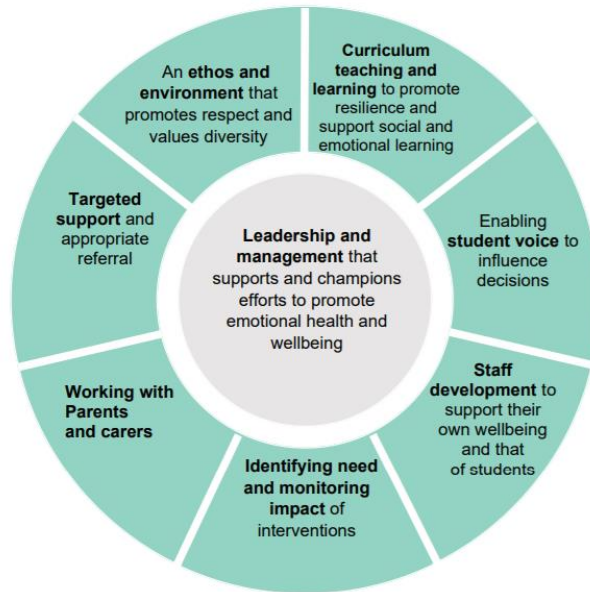 An ethos and
environment that
promotes respect and
values diversity
Curriculum
teaching and
learning to promote
resilience and
support social and
emotional learning
Enabling
student voice to
influence
decisions
Staff
development to
support their
own wellbeing
and that
of students
Identifying need
and monitoring
impact of
interventions
Working with
Parents
and carers
Targeted
support and
appropriate
referral
Leadership and
management that
supports and champions
efforts to promote
emotional health and
wellbeing